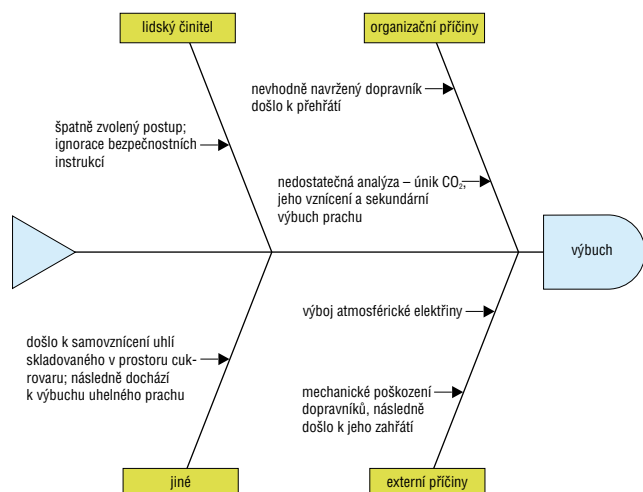 lidský činitel
organizační příčiny
nevhodně navržený dopravník
došlo k přehřátí
špatně zvolený postup;
ignorace bezpečnostních
instrukcí
nedostatečná analýza – únik CO₂,
jeho vznícení a sekundární
výbuch prachu
výbuch
výboj atmosférické elektřiny
došlo k samovznícení uhlí
skladovaného v prostoru cuk-
rovaru; následně dochází
k výbuchu uhelného prachu
mechanické poškození
dopravníků, následně
došlo k jeho zahřátí
jiné
externí příčiny